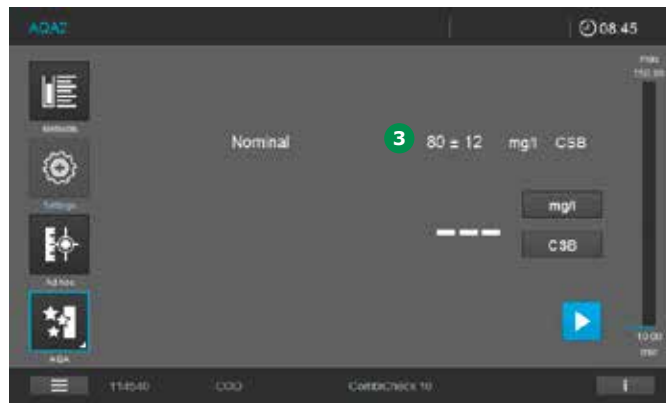 AQA2
08:45
max
150.00
Methods
Nominal
3
80 ± 12 mg/l CSB
Settings
mg/l
CSB
Ad hoc
AQA
10.00
min
114540 COD CombiCheck 10
i